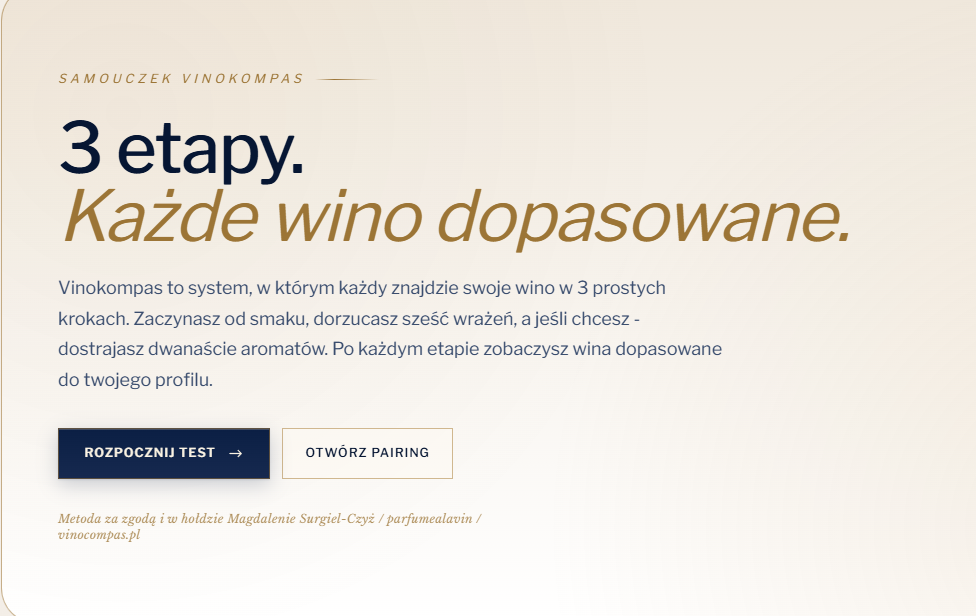 SAMOUCZEK VINOKOMPAS
3 etapy.
Każde wino dopasowane.
Vinokompas to system, w którym każdy znajdzie swoje wino w 3 prostych
krokach. Zaczynasz od smaku, dorzucasz sześć wrażeń, a jeśli chcesz -
dostrajasz dwanaście aromatów. Po każdym etapie zobaczysz wina dopasowane
do twojego profilu.
ROZPOCZNIJ TEST →
OTWÓRZ PAIRING
Metoda za zgodą i w hołdzie Magdalenie Surgiel-Czyż / parfumealavin /
vinocompas.pl